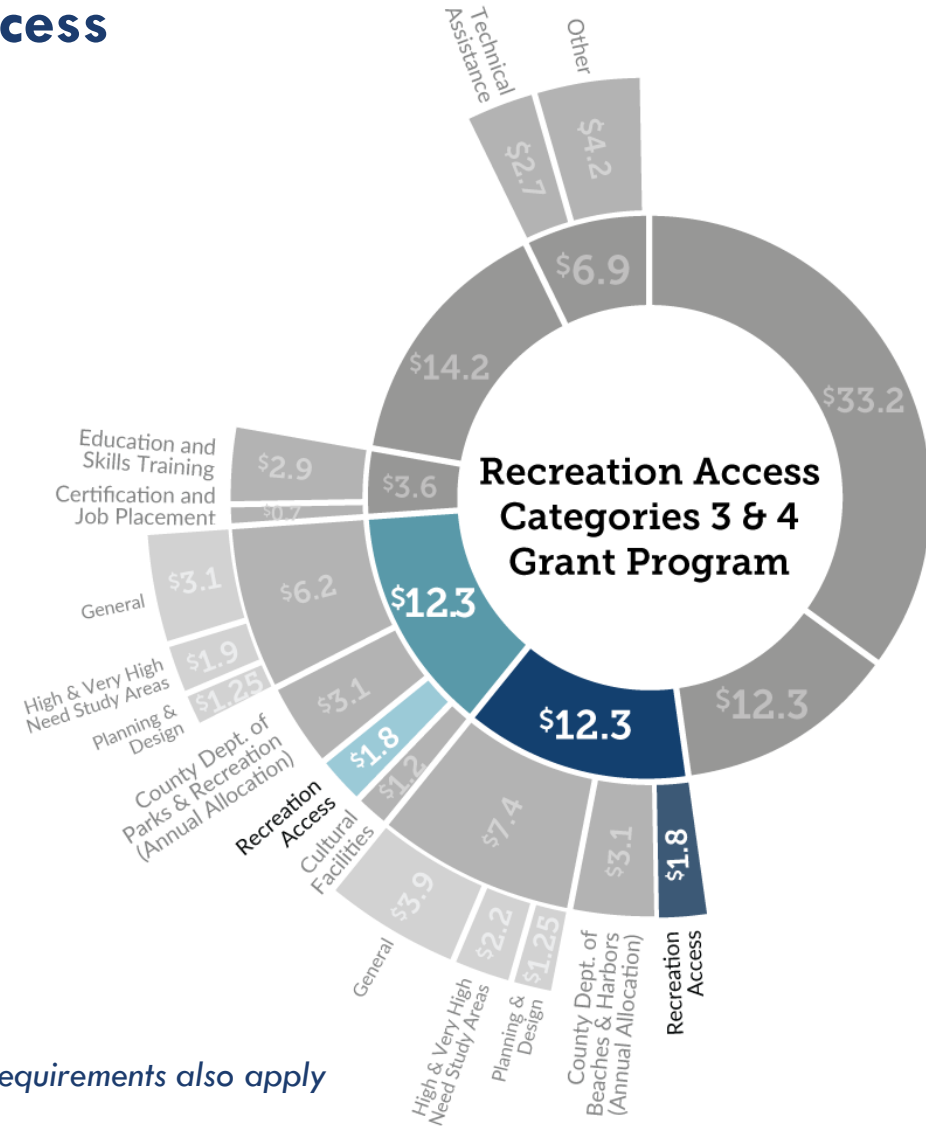 cess
Technical
Assistance
Other
$2.7
$4.2
$6.9
$14.2
$33.2
Education and
Skills Training
$2.9
$3.6
Certification and
Job Placement
$0.7
Recreation Access
Categories 3 & 4
Grant Program
$12.3
$6.2
$3.1
General
$1.9
High & Very High
Need Study Areas
$1.25
Planning &
Design
$3.1
County Dept. of
Parks & Recreation
(Annual Allocation)
$1.8
Recreation
Access
$1.2
Cultural
Facilities
$12.3
$12.3
$7.4
$3.9
General
$2.2
High & Very High
Need Study Areas
$1.25
Planning &
Design
$3.1
County Dept. of
Beaches & Harbors
(Annual Allocation)
$1.8
Recreation
Access
equirements also apply